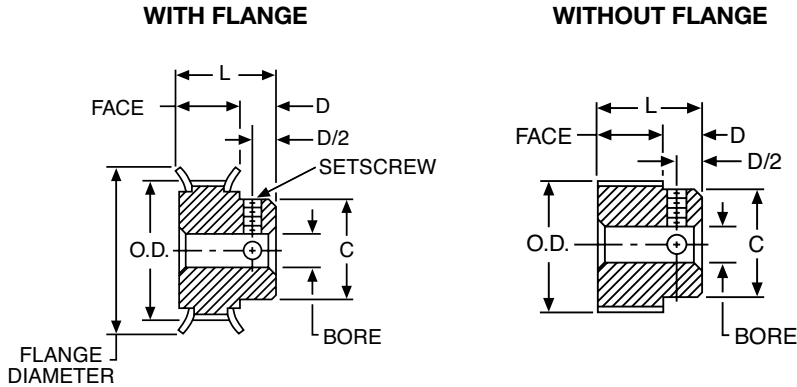 WITH FLANGE
L
FACE
D
D/2
SETSCREW
O.D.
C
BORE
FLANGE
DIAMETER
WITHOUT FLANGE
L
FACE
D
D/2
O.D.
C
BORE